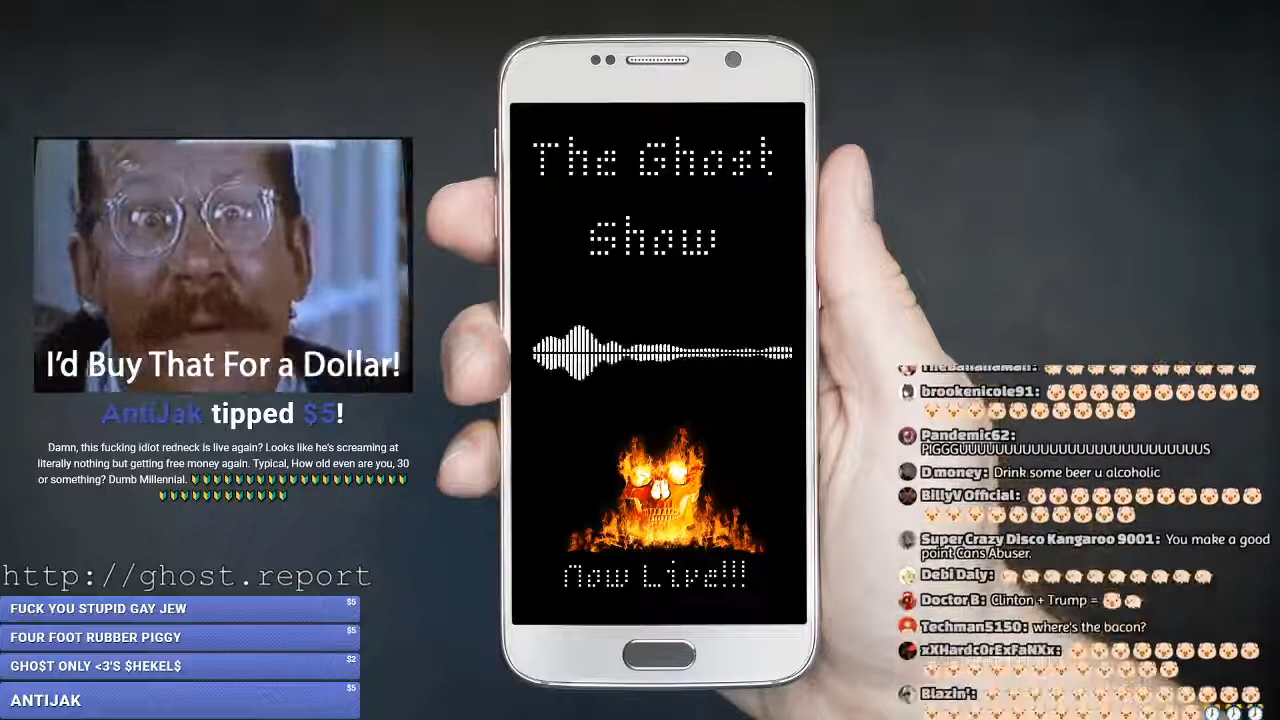 The Ghost
Show
Now Live!!!
I'd Buy That For a Dollar!
AntiJak tipped $5!
Damn, this fucking idiot redneck is live again? Looks like he's screaming at
literally nothing but getting free money again. Typical, How old even are you, 30
or something? Dumb Millennial.
http://ghost.report
FUCK YOU STUPID GAY JEW $5
FOUR FOOT RUBBER PIGGY $5
GHO$T ONLY <3'S $HEKEL$ $2
ANTIJAK $5
TheBananaman:
brookenicole91:
Pandemic62:
PIGGGUUUUUUUUUUUUUUUUUUUUUUUUUUUUUS
D money: Drink some beer u alcoholic
BillyV Official:
Super Crazy Disco Kangaroo 9001: You make a good
point Cans Abuser.
Debi Daly:
Doctor B: Clinton + Trump =
Techman5150: where's the bacon?
xXHardc0rExFaNXx:
Blazin':